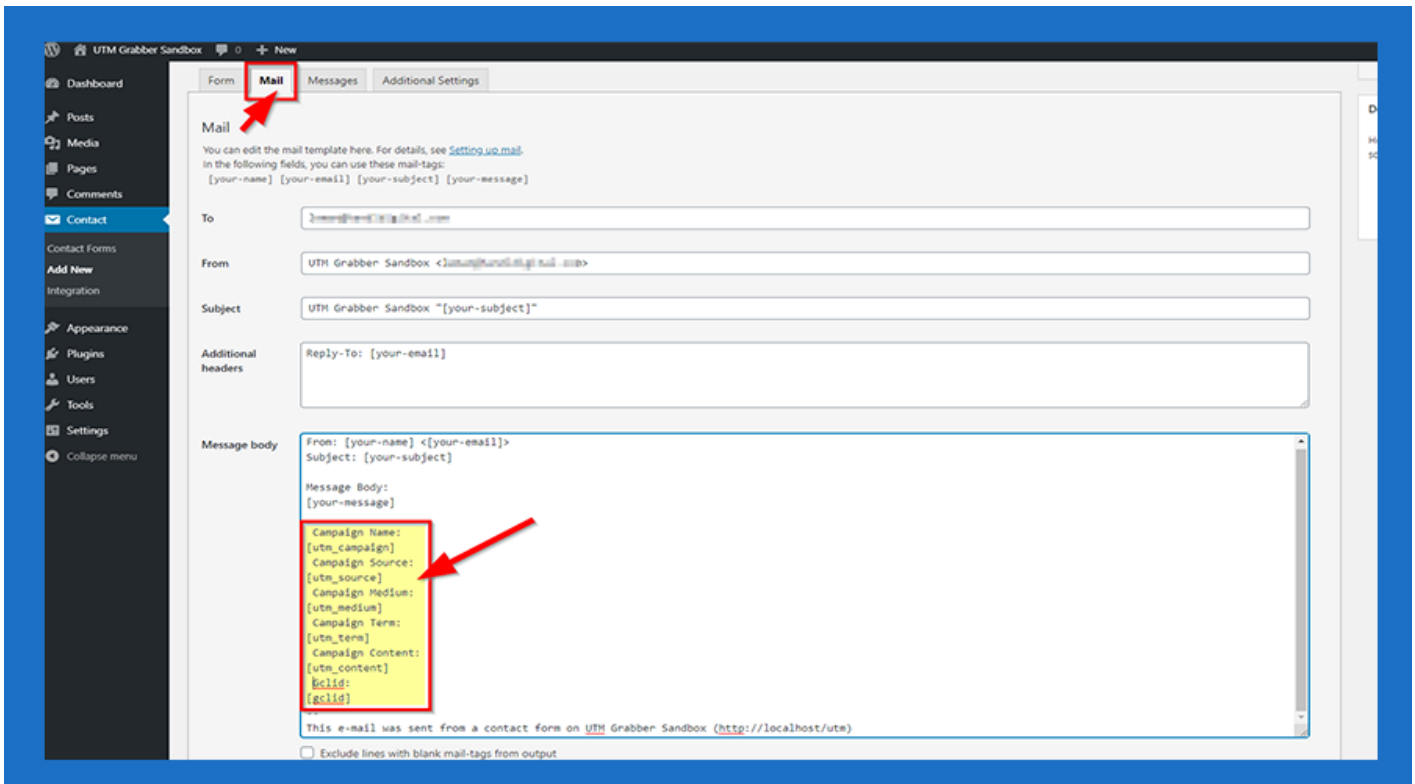 UTM Grabber Sandbox 0 + New
Dashboard
Posts
Media
Pages
Comments
Contact
Contact Forms
Add New
Integration
Appearance
Plugins
Users
Tools
Settings
Collapse menu
Form Mail Messages Additional Settings
Mail
You can edit the mail template here. For details, see Setting up mail.
In the following fields, you can use these mail-tags:
[your-name] [your-email] [your-subject] [your-message]
To
From UTM Grabber Sandbox <
>
Subject UTM Grabber Sandbox "[your-subject]"
Additional
headers
Reply-To: [your-email]
Message body
From: [your-name] <[your-email]>
Subject: [your-subject]
Message Body:
[your-message]
Campaign Name:
[utm_campaign]
Campaign Source:
[utm_source]
Campaign Medium:
[utm_medium]
Campaign Term:
[utm_term]
Campaign Content:
[utm_content]
Gclid:
[gclid]
--
This e-mail was sent from a contact form on UTM Grabber Sandbox (http://localhost/utm)
Exclude lines with blank mail-tags from output